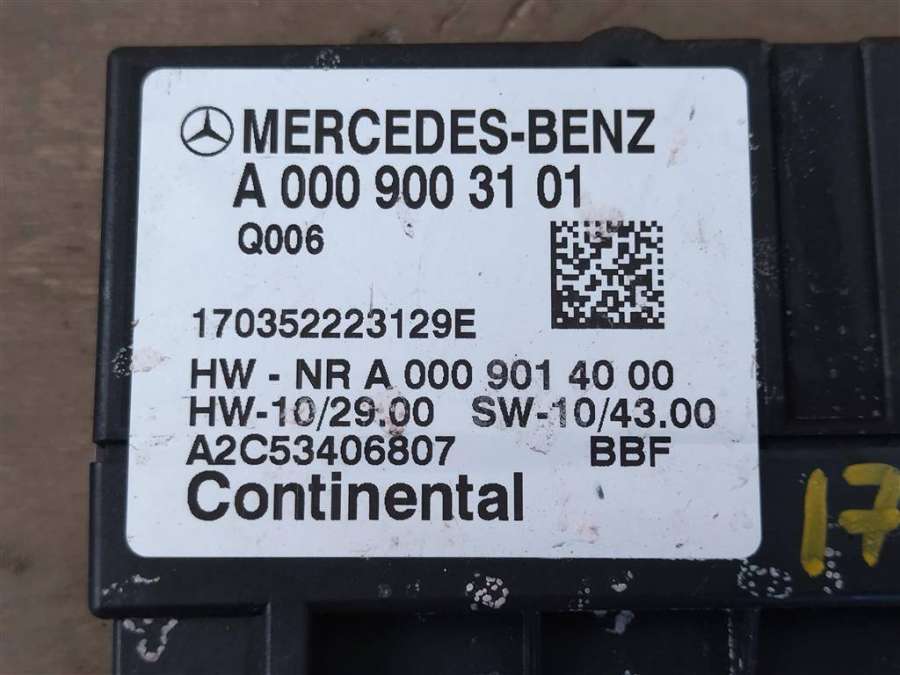 MERCEDES-BENZ
A 000 900 31 01
Q006
170352223129E
HW - NR A 000 901 40 00
HW-10/29.00 SW-10/43.00
A2C53406807 BBF
Continental
17